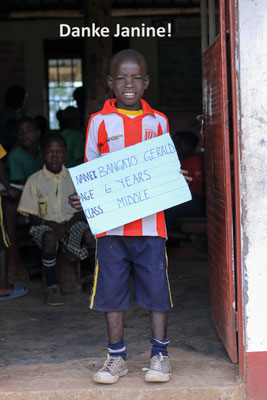 Danke Janine!
NAME: BANGATO GERALD
AGE 6 YEARS
CLASS MIDDLE